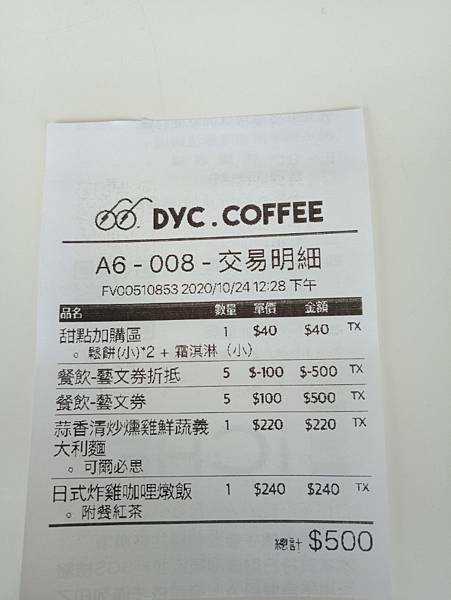 DYC.COFFEE
A6 - 008 - 交易明細
FV00510853 2020/10/24 12:28 下午
品名 數量 單價 金額
甜點加購區 1 $40 $40 TX
。鬆餅(小)*2 + 霜淇淋（小）
餐飲-藝文券折抵 5 $-100 $-500 TX
餐飲-藝文券 5 $100 $500 TX
蒜香清炒燻雞鮮蔬義 1 $220 $220 TX
大利麵
。可爾必思
日式炸雞咖哩燉飯 1 $240 $240 TX
。附餐紅茶
總計 $500